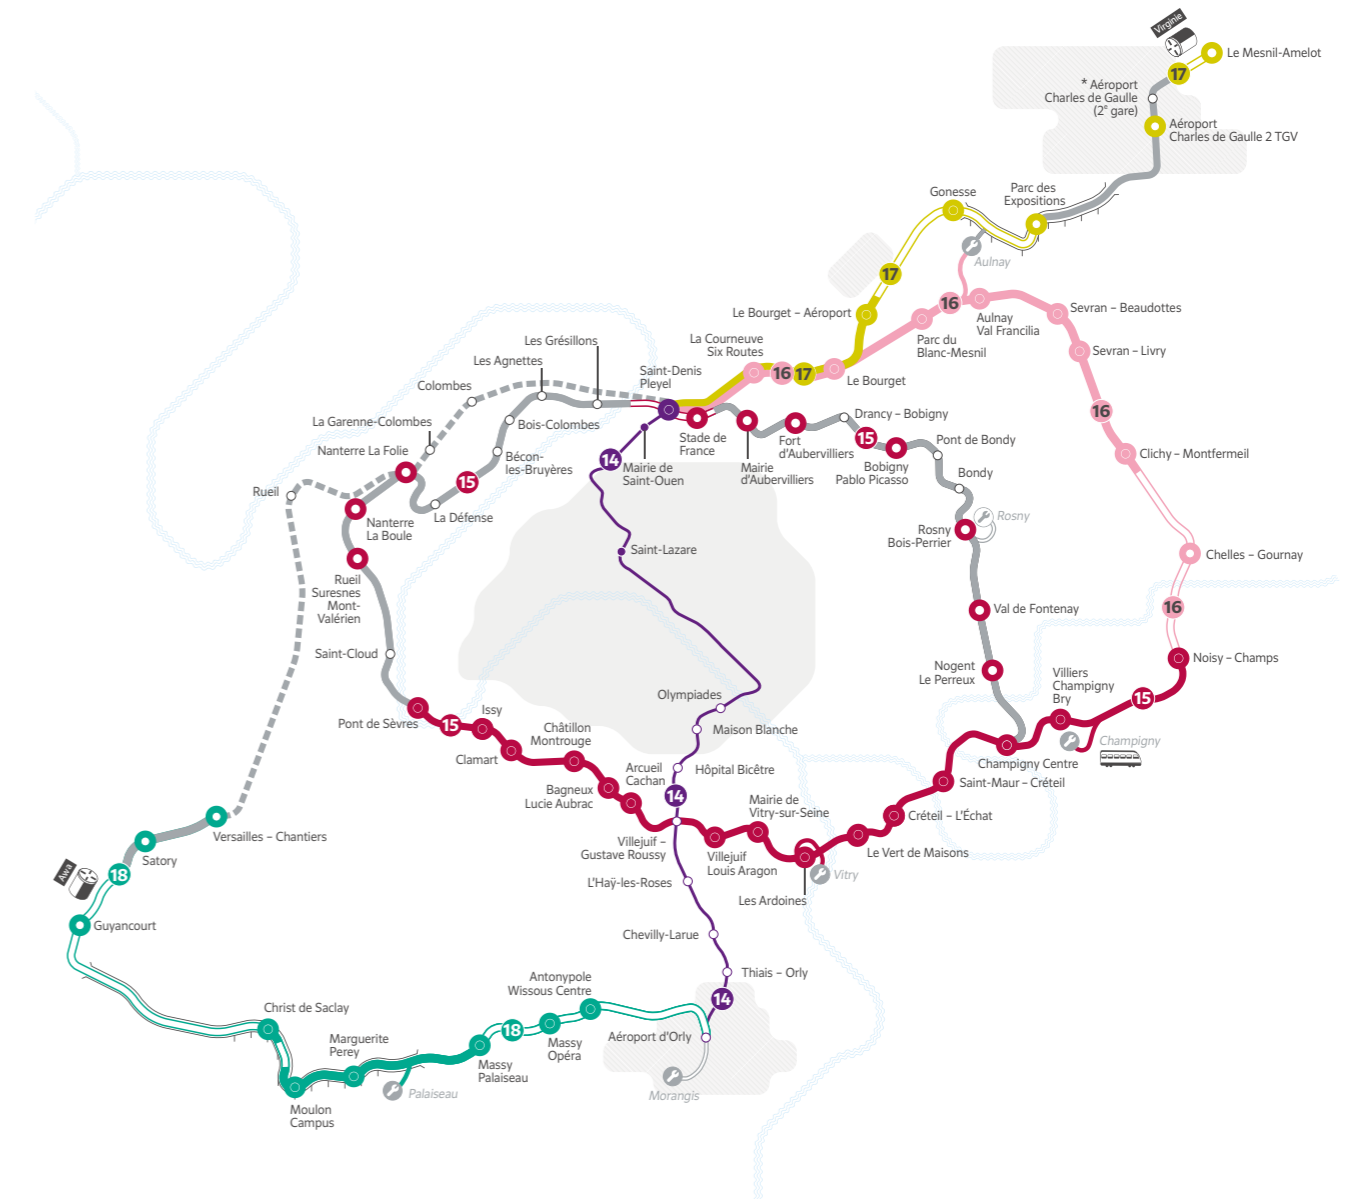 Virginie
Le Mesnil-Amelot
17
* Aéroport
Charles de Gaulle
(2e gare)
Aéroport
Charles de Gaulle 2 TGV
Gonesse
Parc des
Expositions
Aulnay
17
Le Bourget – Aéroport
16
Aulnay
Val Francilia
Sevran – Beaudottes
Parc du
Blanc-Mesnil
Sevran – Livry
La Courneuve
Six Routes
16
17
Le Bourget
Les Grésillons
Les Agnettes
Saint-Denis
Pleyel
Colombes
La Garenne-Colombes
Bois-Colombes
Stade de
France
Mairie
d'Aubervilliers
Fort
d'Aubervilliers
Drancy – Bobigny
15
Bobigny
Pablo Picasso
Pont de Bondy
Bondy
16
Clichy – Montfermeil
Nanterre La Folie
Bécon-
les-Bruyères
14
Mairie de
Saint-Ouen
15
Rueil
La Défense
Nanterre
La Boule
Rosny
Rosny
Bois-Perrier
Saint-Lazare
Chelles – Gournay
Rueil
Suresnes
Mont-
Valérien
16
Val de Fontenay
Saint-Cloud
Nogent
Le Perreux
Noisy – Champs
Villiers
Champigny
Bry
15
Olympiades
Maison Blanche
Pont de Sèvres
15
Issy
Clamart
Châtillon
Montrouge
Champigny
Champigny Centre
Hôpital Bicêtre
Arcueil
Cachan
Bagneux
Lucie Aubrac
14
Saint-Maur – Créteil
Mairie de
Vitry-sur-Seine
Créteil – L'Échat
Versailles – Chantiers
Villejuif –
Gustave Roussy
Villejuif
Louis Aragon
Le Vert de Maisons
Satory
Vitry
Awa
18
L'Haÿ-les-Roses
Les Ardoines
Guyancourt
Chevilly-Larue
Thiais – Orly
Antonypole
Wissous Centre
14
Christ de Saclay
Marguerite
Perey
18
Massy
Opéra
Aéroport d'Orly
Massy
Palaiseau
Palaiseau
Morangis
Moulon
Campus